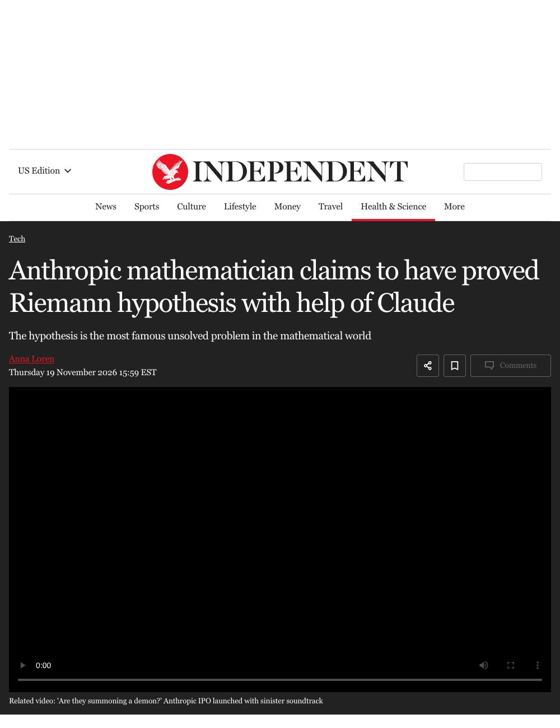 US Edition
INDEPENDENT
News Sports Culture Lifestyle Money Travel Health & Science More
Tech
Anthropic mathematician claims to have proved
Riemann hypothesis with help of Claude
The hypothesis is the most famous unsolved problem in the mathematical world
Anna Loren
Thursday 19 November 2026 15:59 EST
Comments
0:00
Related video: 'Are they summoning a demon?' Anthropic IPO launched with sinister soundtrack